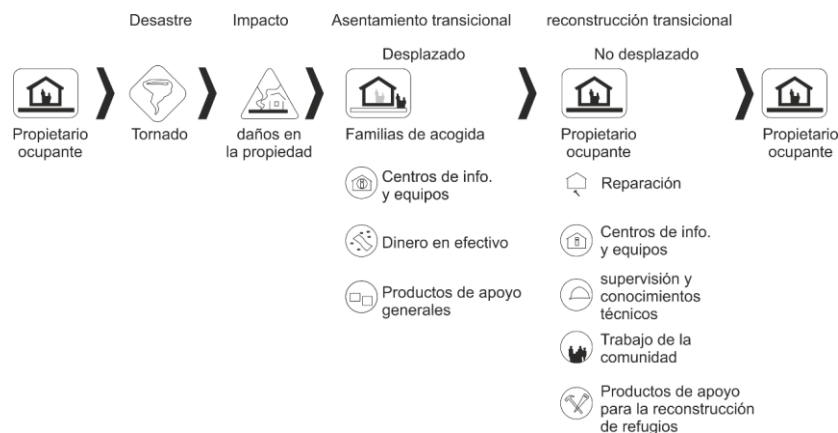 Desastre
Impacto
Asentamiento transicional
reconstrucción transicional
Desplazado
No desplazado
Propietario
ocupante
Tornado
daños en
la propiedad
Familias de acogida
Propietario
ocupante
Propietario
ocupante
Centros de info.
y equipos
Dinero en efectivo
Productos de apoyo
generales
Reparación
Centros de info.
y equipos
supervisión y
conocimientos
técnicos
Trabajo de la
comunidad
Productos de apoyo
para la reconstrucción
de refugios